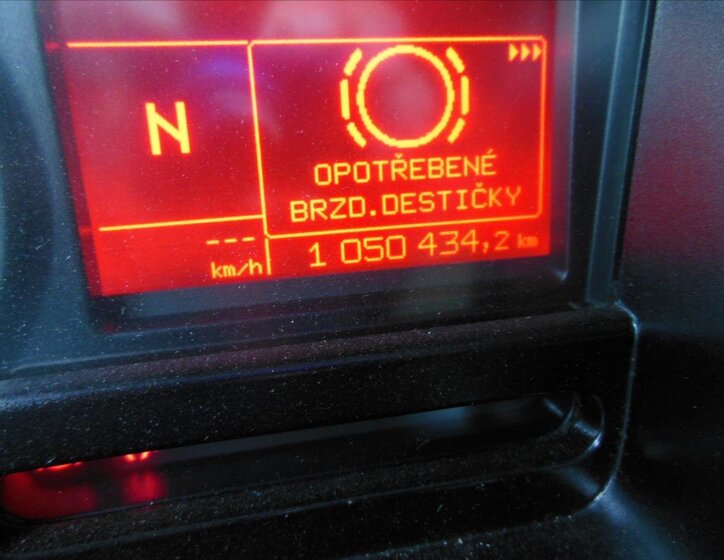 N
OPOTŘEBENÉ
BRZD.DESTIČKY
---
km/h
1 050 434,2 km